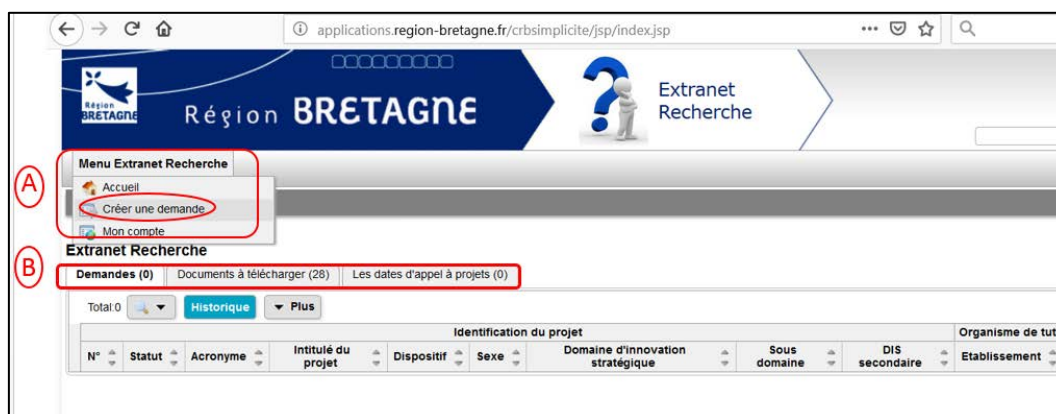 applications.region-bretagne.fr/crbsimplicite/jsp/index.jsp
Région
BRETAGNE
Région BRETAGNE
Extranet
Recherche
A
Menu Extranet Recherche
Accueil
Créer une demande
Mon compte
Extranet Recherche
B
Demandes (0) Documents à télécharger (28) Les dates d'appel à projets (0)
Total:0 Historique Plus
Identification du projet Organisme de tut
N° Statut Acronyme Intitulé du projet Dispositif Sexe Domaine d'innovation stratégique Sous domaine DIS secondaire Etablissement